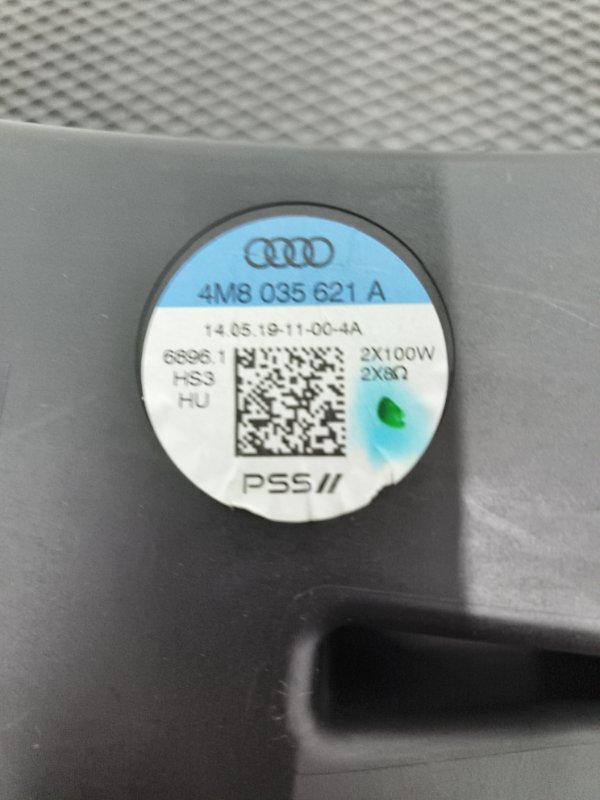 4M8 035 621 A
14.05.19-11-00-4A
6896.1 2X100W
HS3 2X8Ω
HU
PSS//